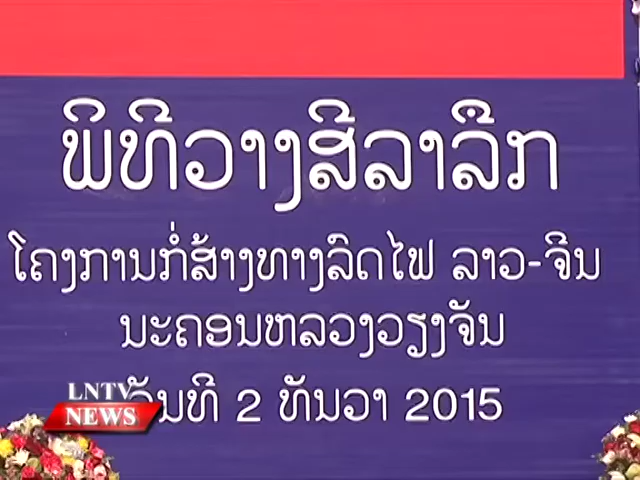 ພິທີວາງສີລາລຶກ
ໂຄງການກໍ່ສ້າງທາງລົດໄຟ ລາວ-ຈີນ
ນະຄອນຫລວງວຽງຈັນ
ວັນທີ 2 ທັນວາ 2015
LNTV
NEWS